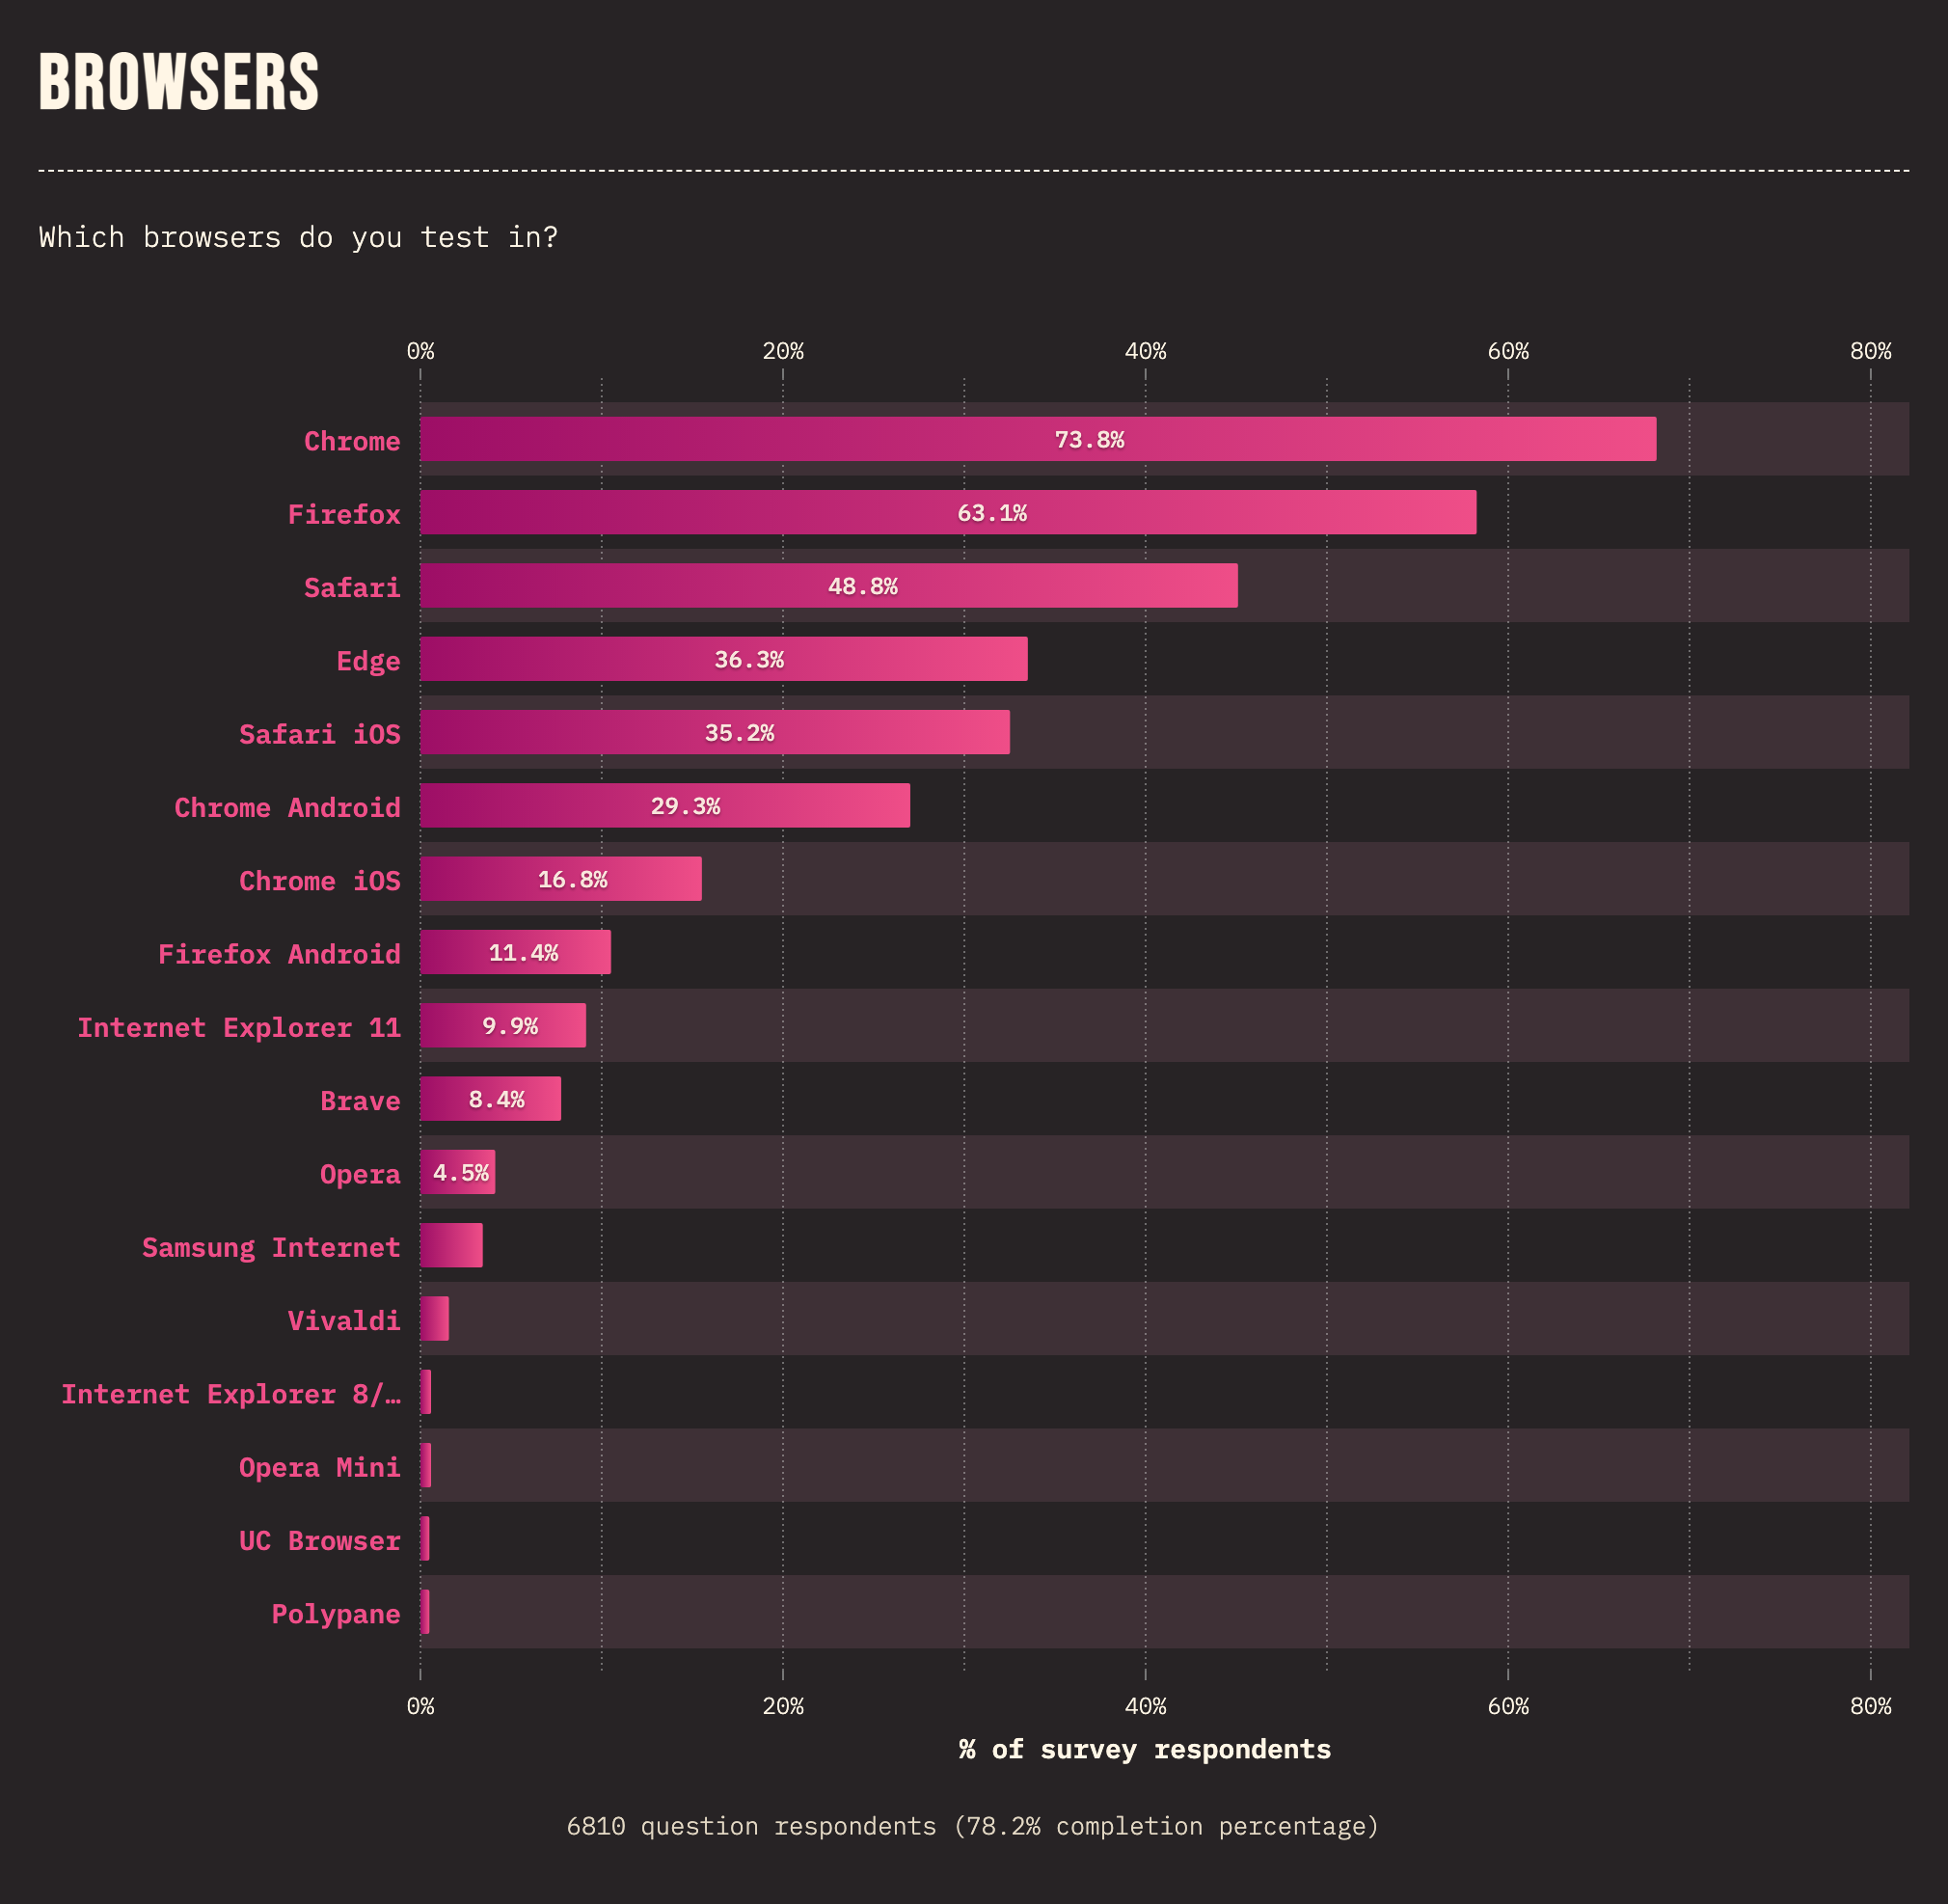 BROWSERS
Which browsers do you test in?
0% 20% 40% 60% 80%
Chrome 73.8%
Firefox 63.1%
Safari 48.8%
Edge 36.3%
Safari iOS 35.2%
Chrome Android 29.3%
Chrome iOS 16.8%
Firefox Android 11.4%
Internet Explorer 11 9.9%
Brave 8.4%
Opera 4.5%
Samsung Internet
Vivaldi
Internet Explorer 8/…
Opera Mini
UC Browser
Polypane
0% 20% 40% 60% 80%
% of survey respondents
6810 question respondents (78.2% completion percentage)